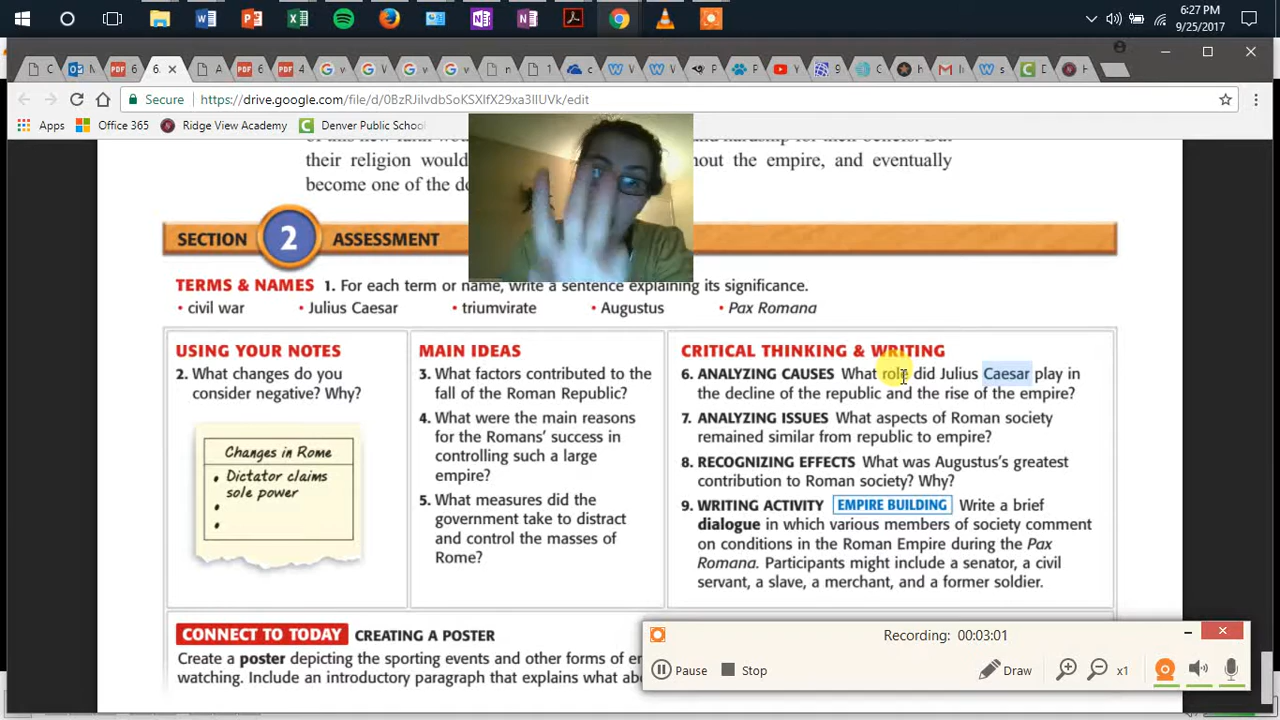 6:27 PM
9/25/2017
Secure
https://drive.google.com/file/d/0BzRJilvdbSoKSXlfX29xa3llUVk/edit
Apps
Office 365
Ridge View Academy
Denver Public School
their religion would
hout the empire, and eventually
become one of the do
SECTION 2 ASSESSMENT
TERMS & NAMES 1. For each term or name, write a sentence explaining its significance.
• civil war • Julius Caesar • triumvirate • Augustus • Pax Romana
USING YOUR NOTES
2. What changes do you
consider negative? Why?
Changes in Rome
• Dictator claims
sole power
•
•
MAIN IDEAS
3. What factors contributed to the
fall of the Roman Republic?
4. What were the main reasons
for the Romans' success in
controlling such a large
empire?
5. What measures did the
government take to distract
and control the masses of
Rome?
CRITICAL THINKING & WRITING
6. ANALYZING CAUSES What role did Julius Caesar play in
the decline of the republic and the rise of the empire?
7. ANALYZING ISSUES What aspects of Roman society
remained similar from republic to empire?
8. RECOGNIZING EFFECTS What was Augustus's greatest
contribution to Roman society? Why?
9. WRITING ACTIVITY EMPIRE BUILDING Write a brief
dialogue in which various members of society comment
on conditions in the Roman Empire during the Pax
Romana. Participants might include a senator, a civil
servant, a slave, a merchant, and a former soldier.
CONNECT TO TODAY CREATING A POSTER
Create a poster depicting the sporting events and other forms of en
watching. Include an introductory paragraph that explains what abo
Recording: 00:03:01
Pause
Stop
Draw
x1